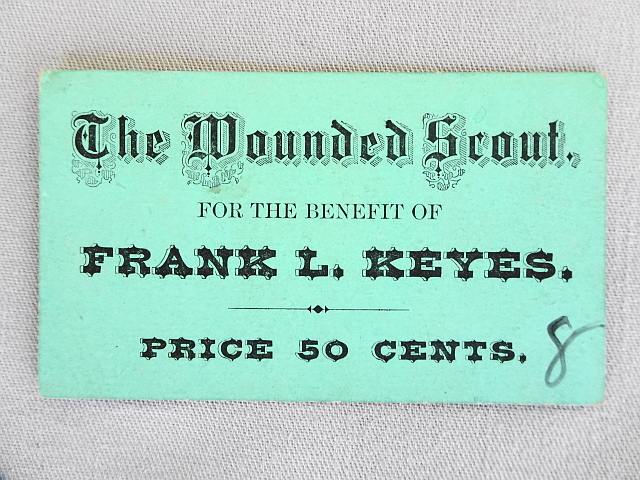 The Wounded Scout.
FOR THE BENEFIT OF
FRANK L. KEYES.
PRICE 50 CENTS.
8